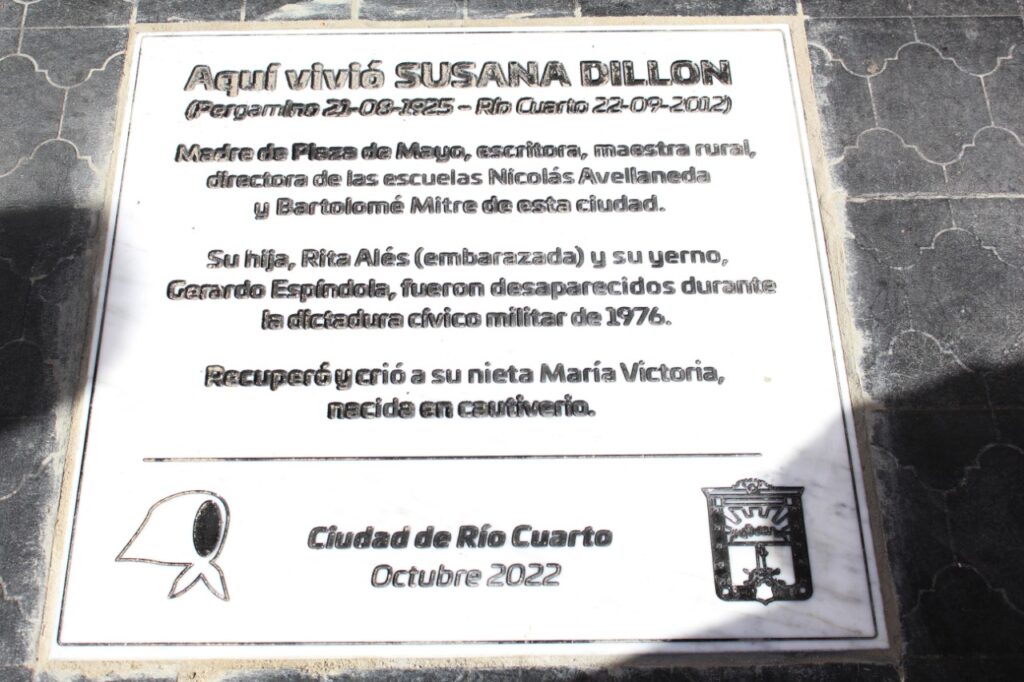 Aquí vivió SUSANA DILLON
(Pergamino 21-08-1925 - Río Cuarto 22-09-2012)
Madre de Plaza de Mayo, escritora, maestra rural,
directora de las escuelas Nicolás Avellaneda
y Bartolomé Mitre de esta ciudad.
Su hija, Rita Alés (embarazada) y su yerno,
Gerardo Espíndola, fueron desaparecidos durante
la dictadura cívico militar de 1976.
Recuperó y crió a su nieta María Victoria,
nacida en cautiverio.
Ciudad de Río Cuarto
Octubre 2022